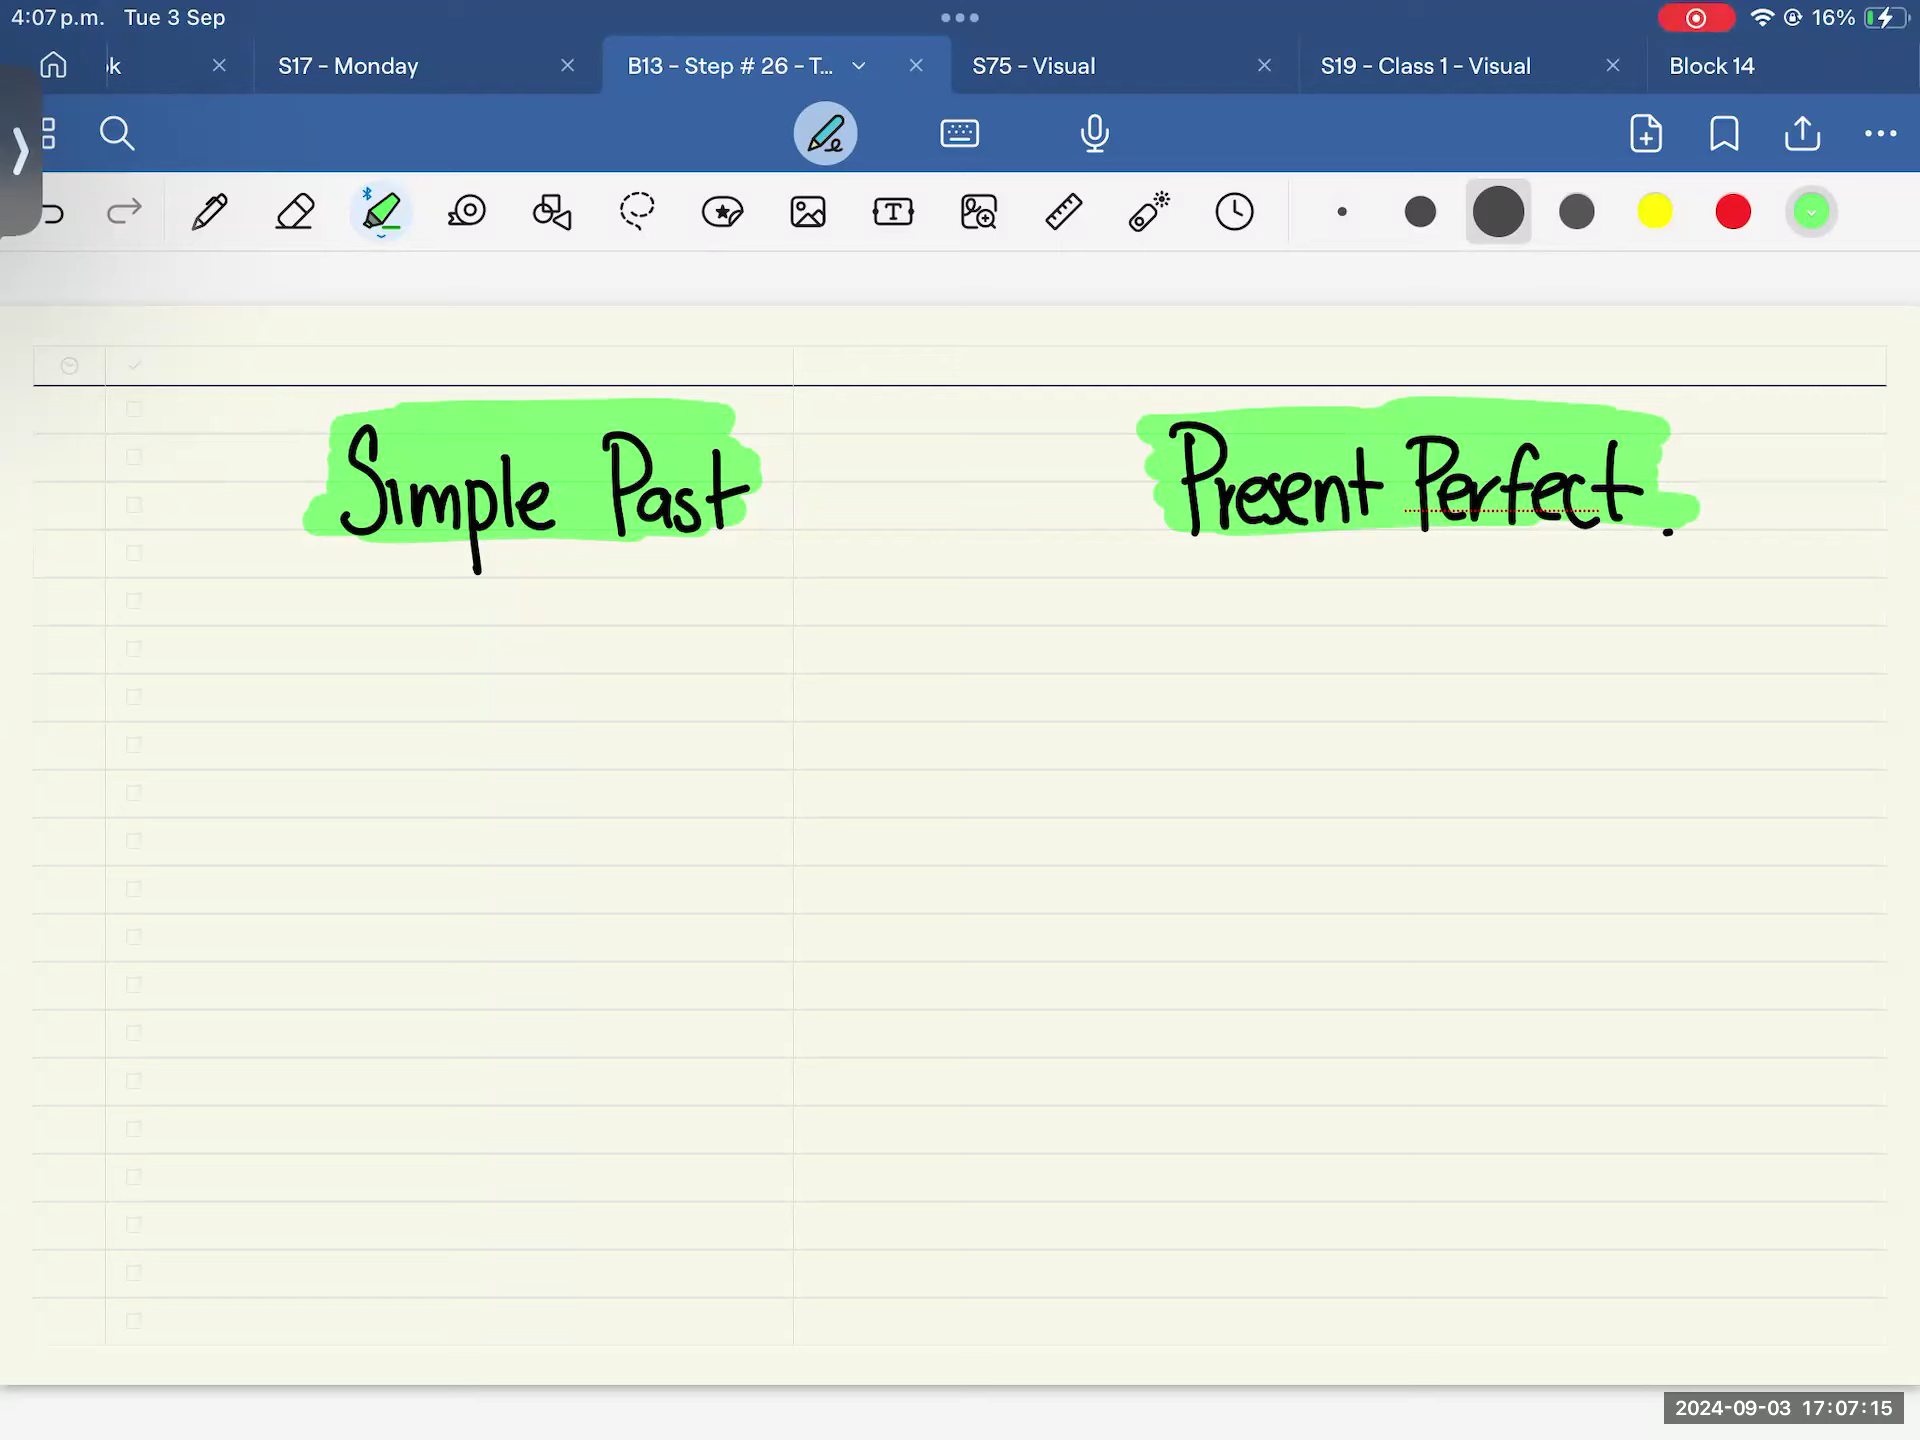 4:07 p.m. Tue 3 Sep 16%
k S17 - Monday B13 - Step # 26 - T... S75 - Visual S19 - Class 1 - Visual Block 14
Simple Past Present Perfect.
2024-09-03 17:07:15